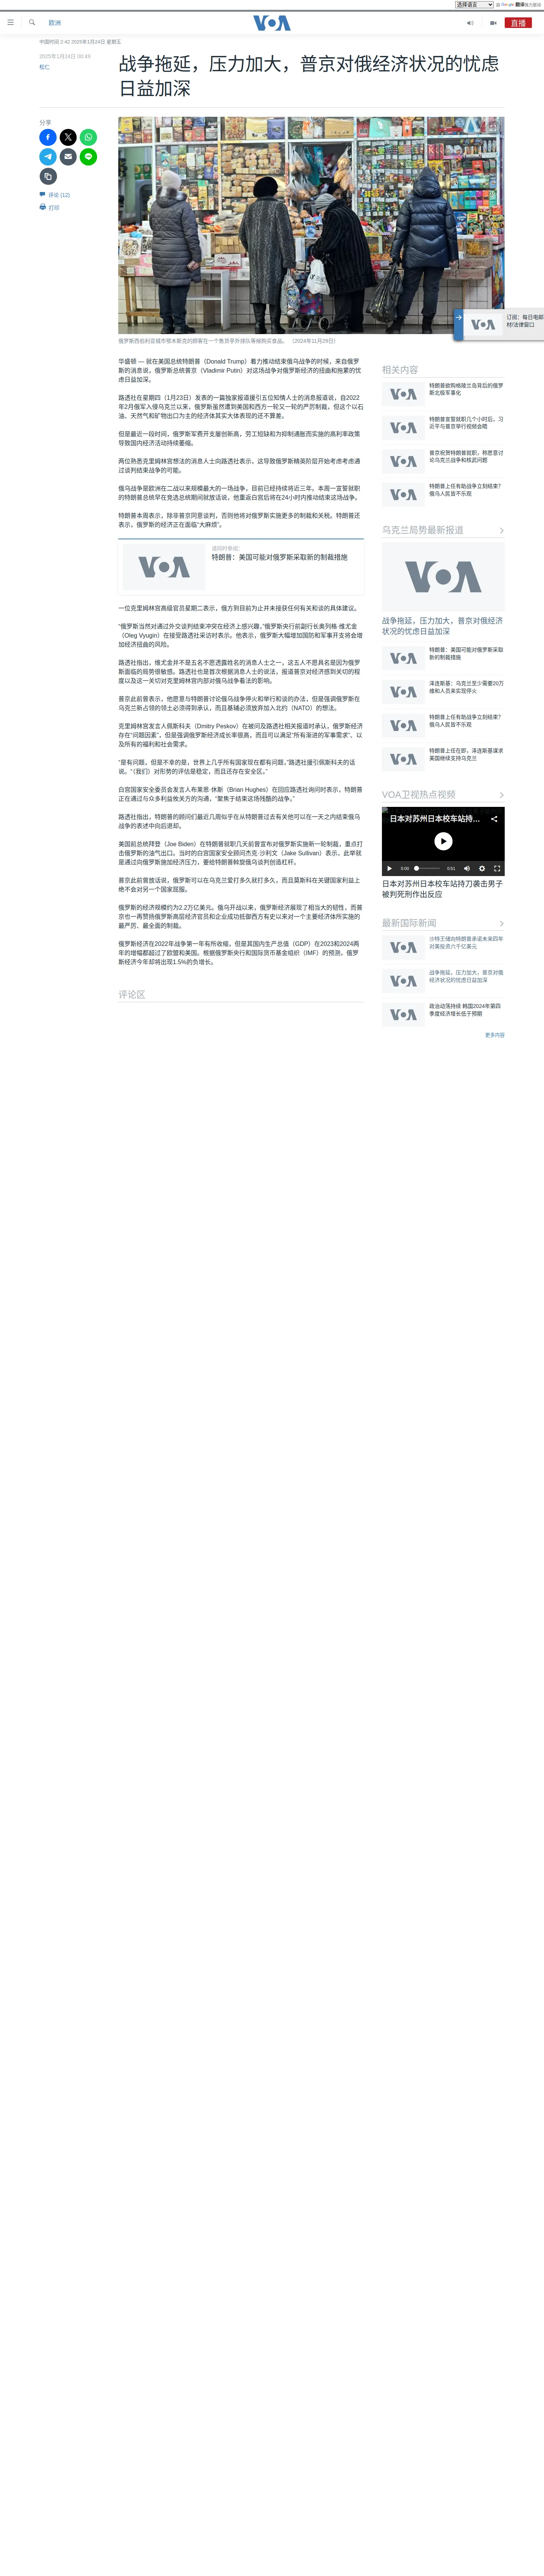 选择语言
由 Google 翻译强力驱动
欧洲
VOA
直播
中国时间 2:42 2025年1月24日 星期五
2025年1月24日 00:49
松仁
战争拖延，压力加大，普京对俄经济状况的忧虑
日益加深
分享
评论 (12)
打印
俄罗斯西伯利亚城市鄂木斯克的顾客在一个售货亭外排队等候购买食品。 （2024年11月29日）
订阅：每日电邮
材/法律窗口
华盛顿 — 就在美国总统特朗普（Donald Trump）着力推动结束俄乌战争的时候，来自俄罗
斯的消息说，俄罗斯总统普京（Vladimir Putin）对这场战争对俄罗斯经济的扭曲和拖累的忧
虑日益加深。
路透社在星期四（1月23日）发表的一篇独家报道援引五位知情人士的消息报道说，自2022
年2月俄军入侵乌克兰以来，俄罗斯虽然遭到美国和西方一轮又一轮的严厉制裁，但这个以石
油、天然气和矿物出口为主的经济体其实大体表现的还不算差。
但是最近一段时间，俄罗斯军费开支屡创新高，劳工短缺和为抑制通胀而实施的高利率政策
导致国内经济活动持续萎缩。
两位熟悉克里姆林宫想法的消息人士向路透社表示，这导致俄罗斯精英阶层开始考虑考虑通
过谈判结束战争的可能。
俄乌战争是欧洲在二战以来规模最大的一场战争，目前已经持续将近三年。本周一宣誓就职
的特朗普总统早在竞选总统期间就放话说，他重返白宫后将在24小时内推动结束这场战争。
特朗普本周表示，除非普京同意谈判，否则他将对俄罗斯实施更多的制裁和关税。特朗普还
表示，俄罗斯的经济正在面临“大麻烦”。
VOA
请同时参阅：
特朗普：美国可能对俄罗斯采取新的制裁措施
一位克里姆林宫高级官员星期二表示，俄方到目前为止并未接获任何有关和谈的具体建议。
“俄罗斯当然对通过外交谈判结束冲突在经济上感兴趣，”俄罗斯央行前副行长奥列格·维尤金
（Oleg Vyugin）在接受路透社采访时表示。他表示，俄罗斯大幅增加国防和军事开支将会增
加经济扭曲的风险。
路透社指出，维尤金并不是五名不愿透露姓名的消息人士之一。这五人不愿具名是因为俄罗
斯面临的局势很敏感。路透社也是首次根据消息人士的说法，报道普京对经济感到关切的程
度以及这一关切对克里姆林宫内部对俄乌战争看法的影响。
普京此前曾表示，他愿意与特朗普讨论俄乌战争停火和举行和谈的办法，但是强调俄罗斯在
乌克兰新占领的领土必须得到承认，而且基辅必须放弃加入北约（NATO）的想法。
克里姆林宫发言人佩斯科夫（Dmitry Peskov）在被问及路透社相关报道时承认，俄罗斯经济
存在“问题因素”，但是强调俄罗斯经济成长率很高，而且可以满足“所有渐进的军事需求”、以
及所有的福利和社会需求。
“是有问题，但是不幸的是，世界上几乎所有国家现在都有问题，”路透社援引佩斯科夫的话
说。“（我们）对形势的评估是稳定，而且还存在安全区。”
白宫国家安全委员会发言人布莱恩·休斯（Brian Hughes）在回应路透社询问时表示，特朗普
正在通过与众多利益攸关方的沟通，“聚焦于结束这场残酷的战争。”
路透社指出，特朗普的顾问们最近几周似乎在从特朗普过去有关他可以在一天之内结束俄乌
战争的表述中向后退却。
美国前总统拜登（Joe Biden）在特朗普就职几天前曾宣布对俄罗斯实施新一轮制裁，重点打
击俄罗斯的油气出口。当时的白宫国家安全顾问杰克·沙利文（Jake Sullivan）表示，此举就
是通过向俄罗斯施加经济压力，要给特朗普斡旋俄乌谈判创造杠杆。
普京此前曾放话说，俄罗斯可以在乌克兰爱打多久就打多久，而且莫斯科在关键国家利益上
绝不会对另一个国家屈服。
俄罗斯的经济规模约为2.2万亿美元。俄乌开战以来，俄罗斯经济展现了相当大的韧性，而普
京也一再赞扬俄罗斯高层经济官员和企业成功抵御西方有史以来对一个主要经济体所实施的
最严厉、最全面的制裁。
俄罗斯经济在2022年战争第一年有所收缩，但是其国内生产总值（GDP）在2023和2024两
年的增幅都超过了欧盟和美国。根据俄罗斯央行和国际货币基金组织（IMF）的预测，俄罗
斯经济今年却将出现1.5%的负增长。
评论区
相关内容
特朗普欲购格陵兰岛背后的俄罗
斯北极军事化
特朗普宣誓就职几个小时后，习
近平与普京举行视频会晤
普京祝贺特朗普就职，称愿意讨
论乌克兰战争和核武问题
特朗普上任有助战争立刻结束?
俄乌人民皆不乐观
乌克兰局势最新报道
战争拖延，压力加大，普京对俄经济
状况的忧虑日益加深
特朗普：美国可能对俄罗斯采取
新的制裁措施
泽连斯基：乌克兰至少需要20万
维和人员来实现停火
特朗普上任有助战争立刻结束?
俄乌人民皆不乐观
特朗普上任在即，泽连斯基谋求
美国继续支持乌克兰
VOA卫视热点视频
日本对苏州日本校车站持...
0:00
0:51
日本对苏州日本校车站持刀袭击男子
被判死刑作出反应
最新国际新闻
沙特王储向特朗普承诺未来四年
对美投资六千亿美元
战争拖延，压力加大，普京对俄
经济状况的忧虑日益加深
政治动荡持续 韩国2024年第四
季度经济增长低于预期
更多内容